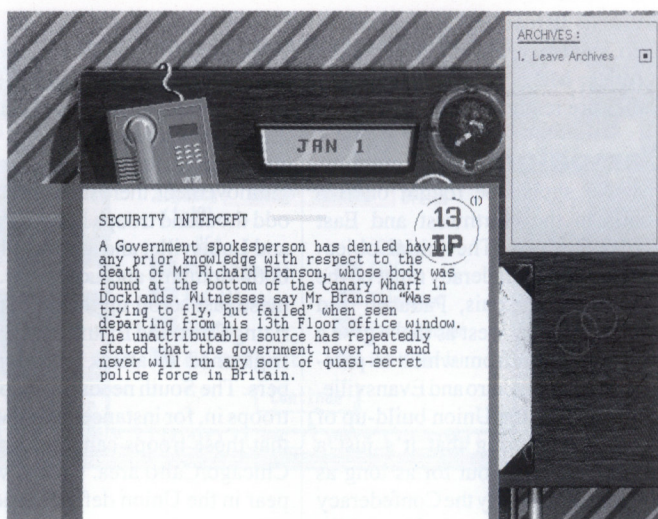 ARCHIVES :
1. Leave Archives
JAN 1
(1)
13
IP
SECURITY INTERCEPT
A Government spokesperson has denied having
any prior knowledge with respect to the
death of Mr Richard Branson, whose body was
found at the bottom of the Canary Wharf in
Docklands. Witnesses say Mr Branson "Was
trying to fly, but failed" when seen
departing from his 13th Floor office window.
The unattributable source has repeatedly
stated that the government never has and
never will run any sort of quasi-secret
police force in Britain.